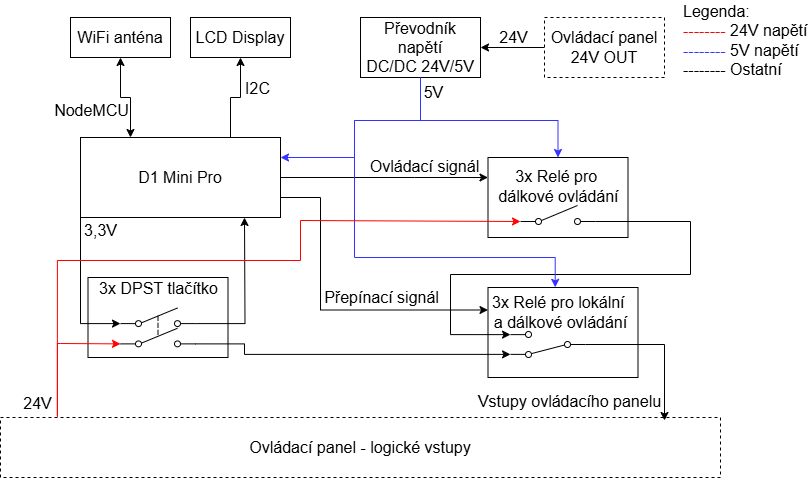 Legenda:
24V napětí
5V napětí
Ostatní
WiFi anténa
LCD Display
Převodník
napětí
DC/DC 24V/5V
24V
Ovládací panel
24V OUT
NodeMCU
I2C
5V
D1 Mini Pro
Ovládací signál
3x Relé pro
dálkové ovládání
3,3V
3x DPST tlačítko
Přepínací signál
3x Relé pro lokální
a dálkové ovládání
24V
Vstupy ovládacího panelu
Ovládací panel - logické vstupy